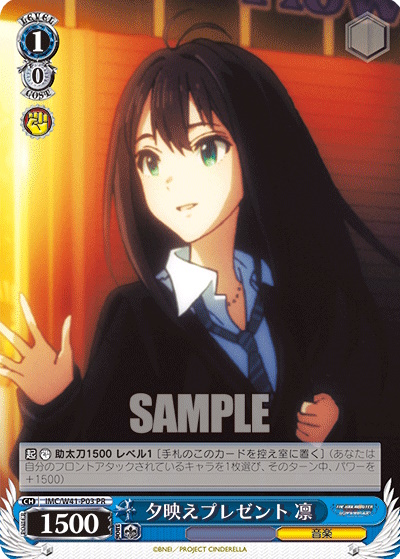 LEVEL
1
0
COST
SAMPLE
起 助太刀1500 レベル1 [手札のこのカードを控え室に置く] (あなたは
自分のフロントアタックされているキャラを1枚選び、そのターン中、パワーを
+1500)
CH IMC/W41-P03 PR
POWER 1500
夕映えプレゼント 凛
音楽
©BNEI／PROJECT CINDERELLA